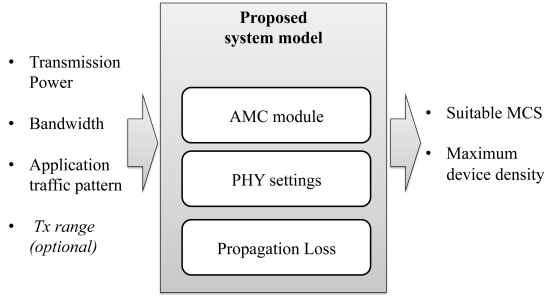 Proposed
system model
• Transmission
Power
• Bandwidth
• Application
traffic pattern
• Tx range
(optional)
AMC module
PHY settings
Propagation Loss
• Suitable MCS
• Maximum
device density